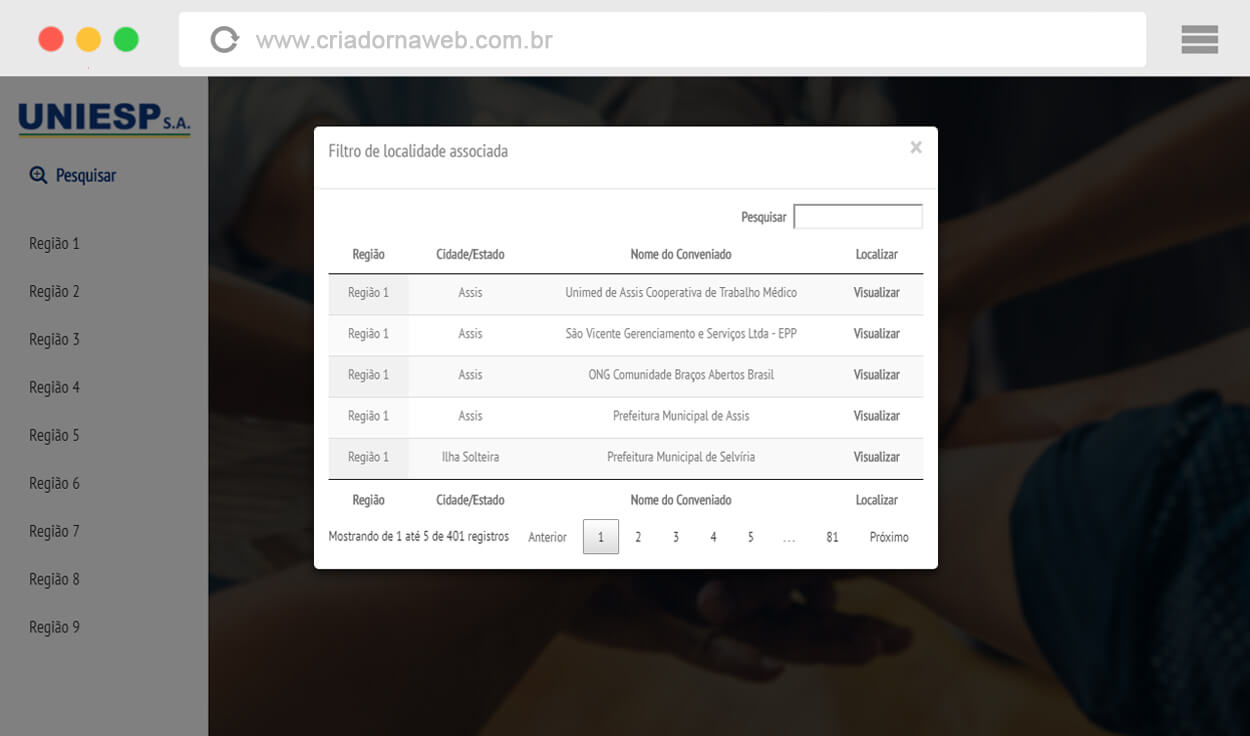 www.criadornaweb.com.br
UNIESP S.A.
Pesquisar
Região 1
Região 2
Região 3
Região 4
Região 5
Região 6
Região 7
Região 8
Região 9
Filtro de localidade associada ×
Pesquisar
Região Cidade/Estado Nome do Conveniado Localizar
Região 1 Assis Unimed de Assis Cooperativa de Trabalho Médico Visualizar
Região 1 Assis São Vicente Gerenciamento e Serviços Ltda - EPP Visualizar
Região 1 Assis ONG Comunidade Braços Abertos Brasil Visualizar
Região 1 Assis Prefeitura Municipal de Assis Visualizar
Região 1 Ilha Solteira Prefeitura Municipal de Selvíria Visualizar
Região Cidade/Estado Nome do Conveniado Localizar
Mostrando de 1 até 5 de 401 registros Anterior 1 2 3 4 5 ... 81 Próximo